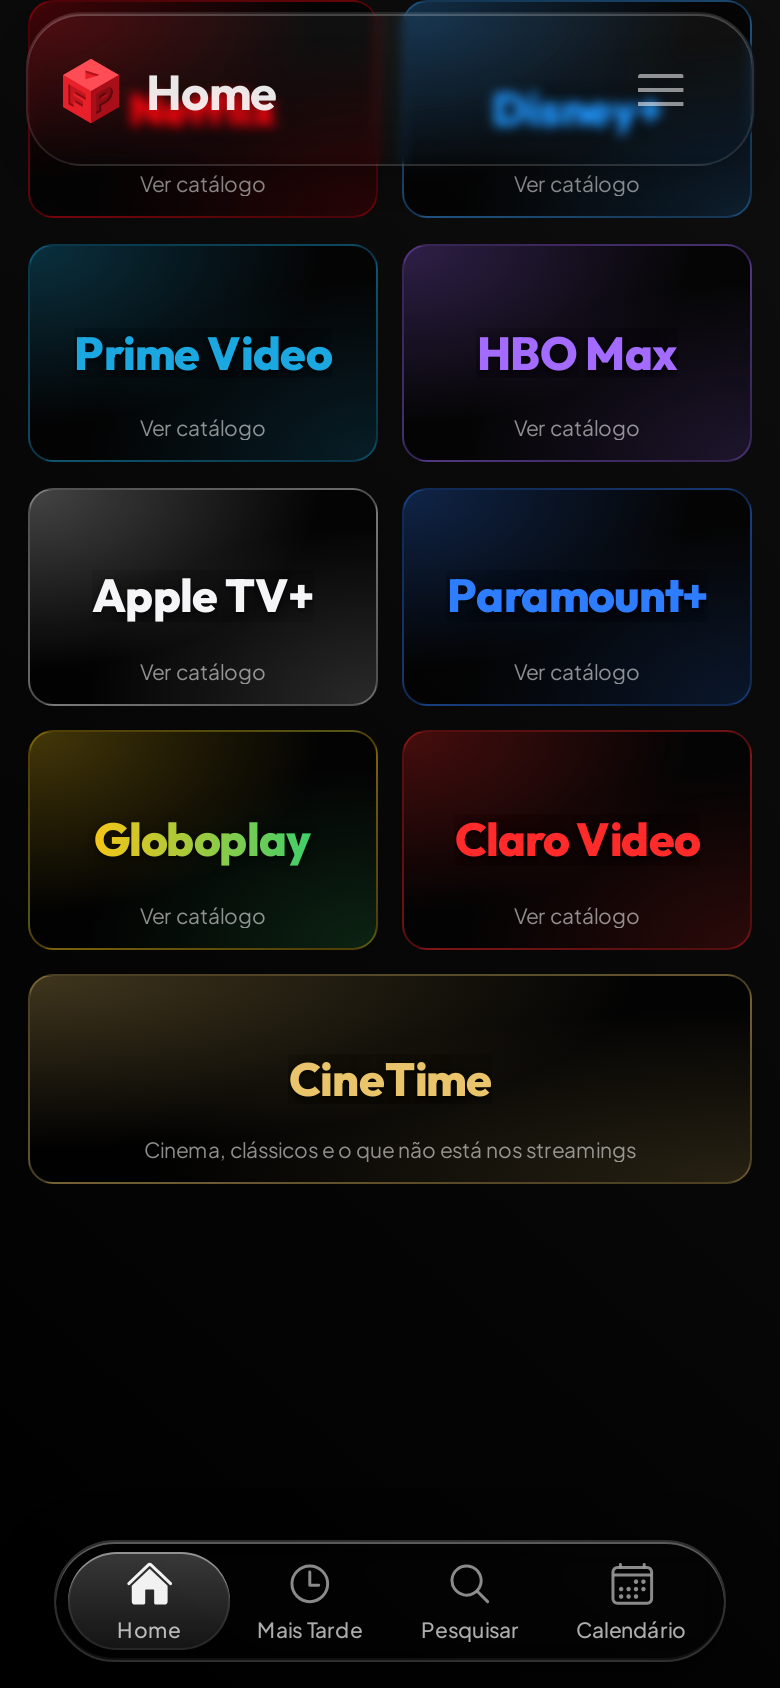 Home
Netflix
Disney+
Ver catálogo
Ver catálogo
Prime Video
HBO Max
Ver catálogo
Ver catálogo
Apple TV+
Paramount+
Ver catálogo
Ver catálogo
Globoplay
Claro Video
Ver catálogo
Ver catálogo
CineTime
Cinema, clássicos e o que não está nos streamings
Home
Mais Tarde
Pesquisar
Calendário